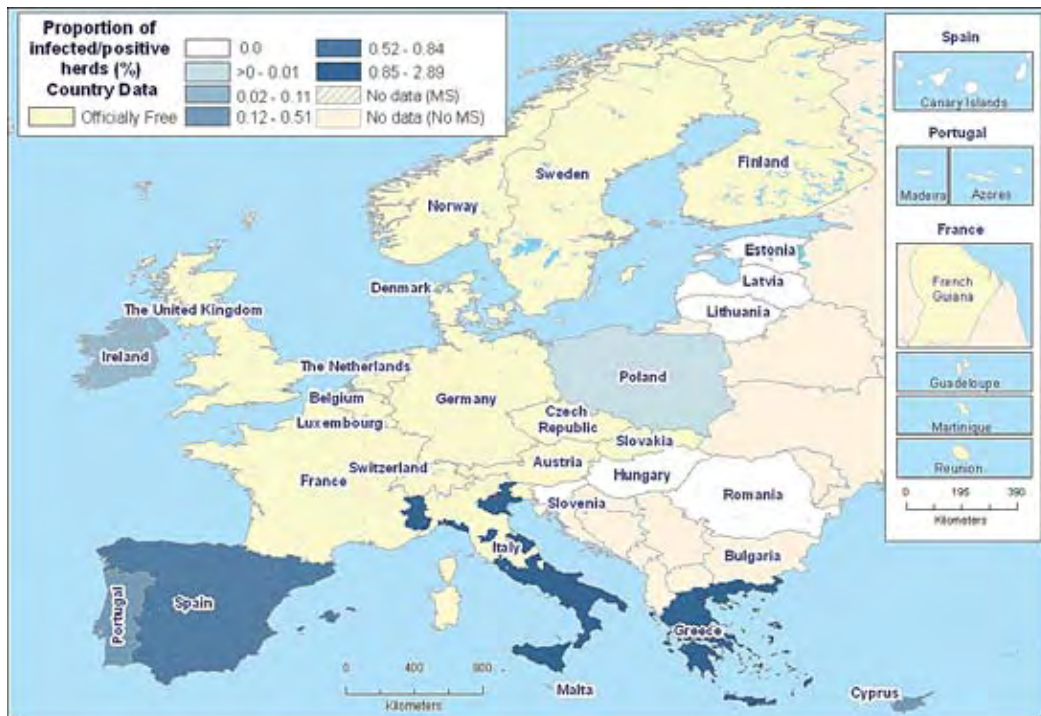 Proportion of
infected/positive
herds (%)
Country Data
Officially Free
0.0
>0 - 0.01
0.02 - 0.11
0.12 - 0.51
0.52 - 0.84
0.85 - 2.89
No data (MS)
No data (No MS)
Spain
Canary Islands
Portugal
Madeira
Azores
France
French
Guiana
Guadeloupe
Martinique
Reunion
0 195 390
Kilometers
Finland
Sweden
Norway
Estonia
Latvia
Lithuania
Denmark
The United Kingdom
Ireland
The Netherlands
Belgium
Luxembourg
Germany
Poland
Czech
Republic
Slovakia
Austria
Hungary
Switzerland
France
Slovenia
Romania
Italy
Bulgaria
Portugal
Spain
Greece
Malta
Cyprus
0 400 800
Kilometers